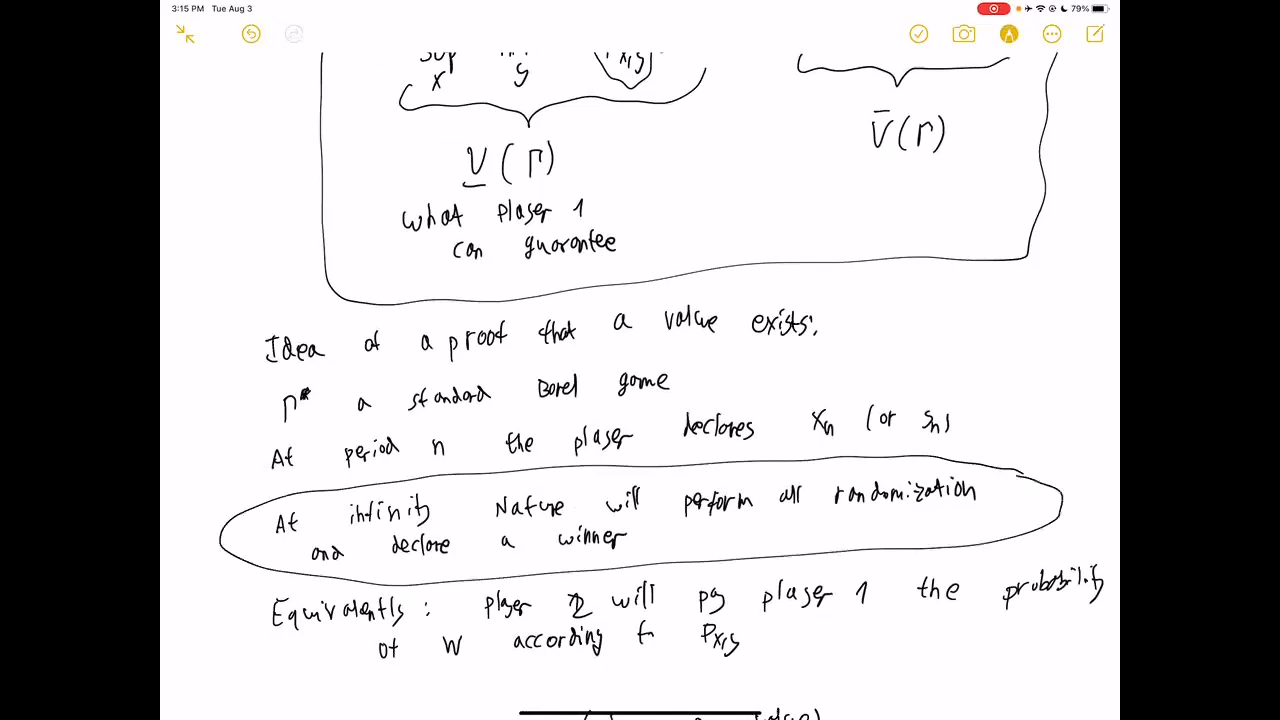 3:15 PM Tue Aug 3
79%
sup
x y
P x,y
V (Γ)
V̄(Γ)
what player 1
can guarantee
Idea of a proof that a value exists:
Γ* a standard Borel game
At period n the player declares xn (or sn)
At infinity Nature will perform all randomization
and declare a winner
Equivalently: player 2 will pay player 1 the probability
of W according to Px,y